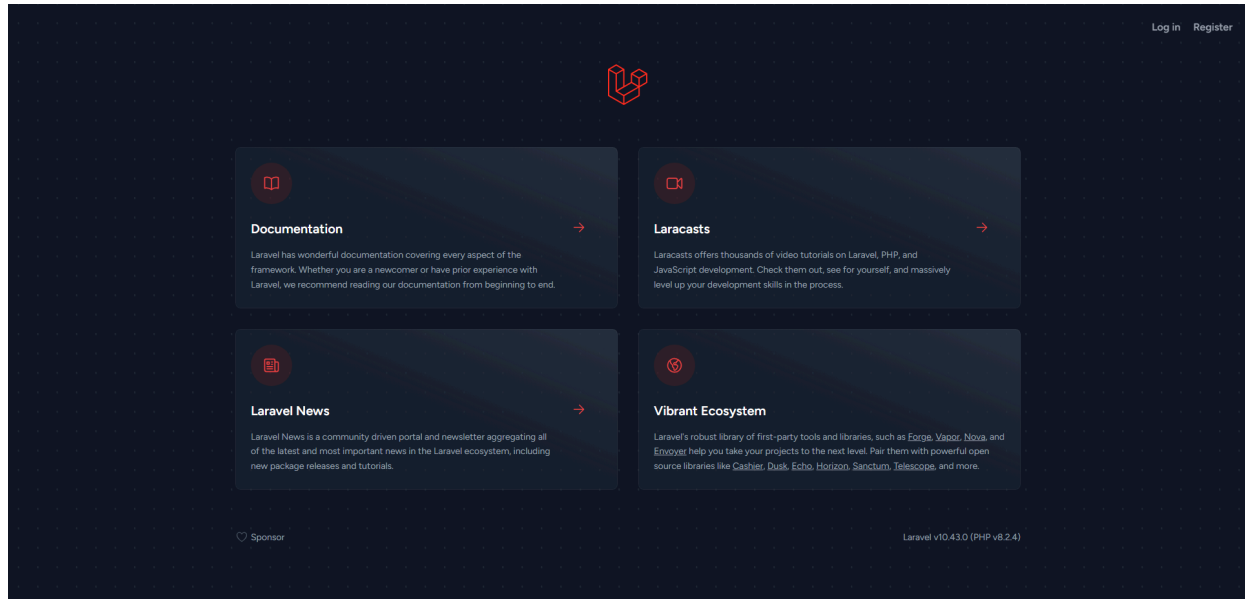 Log in Register
Documentation
Laravel has wonderful documentation covering every aspect of the
framework. Whether you are a newcomer or have prior experience with
Laravel, we recommend reading our documentation from beginning to end.
Laracasts
Laracasts offers thousands of video tutorials on Laravel, PHP, and
JavaScript development. Check them out, see for yourself, and massively
level up your development skills in the process.
Laravel News
Laravel News is a community driven portal and newsletter aggregating all
of the latest and most important news in the Laravel ecosystem, including
new package releases and tutorials.
Vibrant Ecosystem
Laravel's robust library of first-party tools and libraries, such as Forge, Vapor, Nova, and
Envoyer help you take your projects to the next level. Pair them with powerful open
source libraries like Cashier, Dusk, Echo, Horizon, Sanctum, Telescope, and more.
Sponsor
Laravel v10.43.0 (PHP v8.2.4)